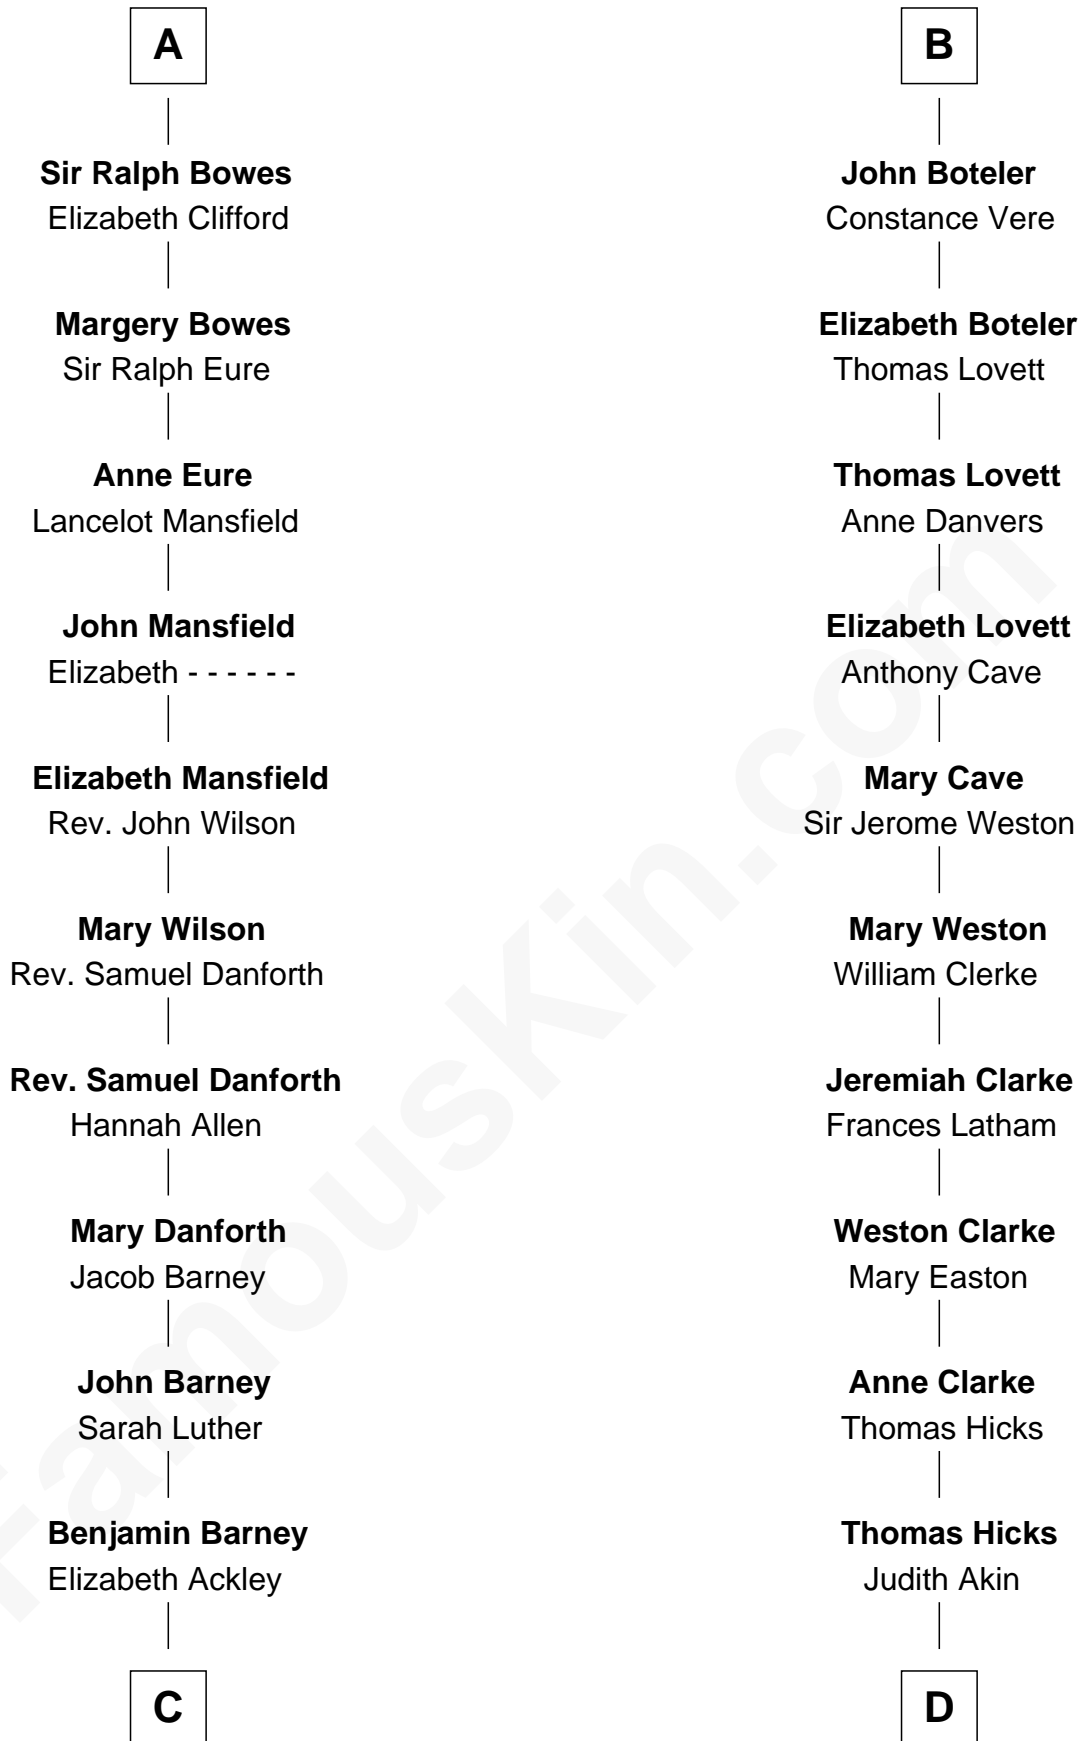 A
Sir Ralph Bowes
Elizabeth Clifford
Margery Bowes
Sir Ralph Eure
Anne Eure
Lancelot Mansfield
John Mansfield
Elizabeth - - - - - -
Elizabeth Mansfield
Rev. John Wilson
Mary Wilson
Rev. Samuel Danforth
Rev. Samuel Danforth
Hannah Allen
Mary Danforth
Jacob Barney
John Barney
Sarah Luther
Benjamin Barney
Elizabeth Ackley
C
B
John Boteler
Constance Vere
Elizabeth Boteler
Thomas Lovett
Thomas Lovett
Anne Danvers
Elizabeth Lovett
Anthony Cave
Mary Cave
Sir Jerome Weston
Mary Weston
William Clerke
Jeremiah Clarke
Frances Latham
Weston Clarke
Mary Easton
Anne Clarke
Thomas Hicks
Thomas Hicks
Judith Akin
D
FamousKin.com